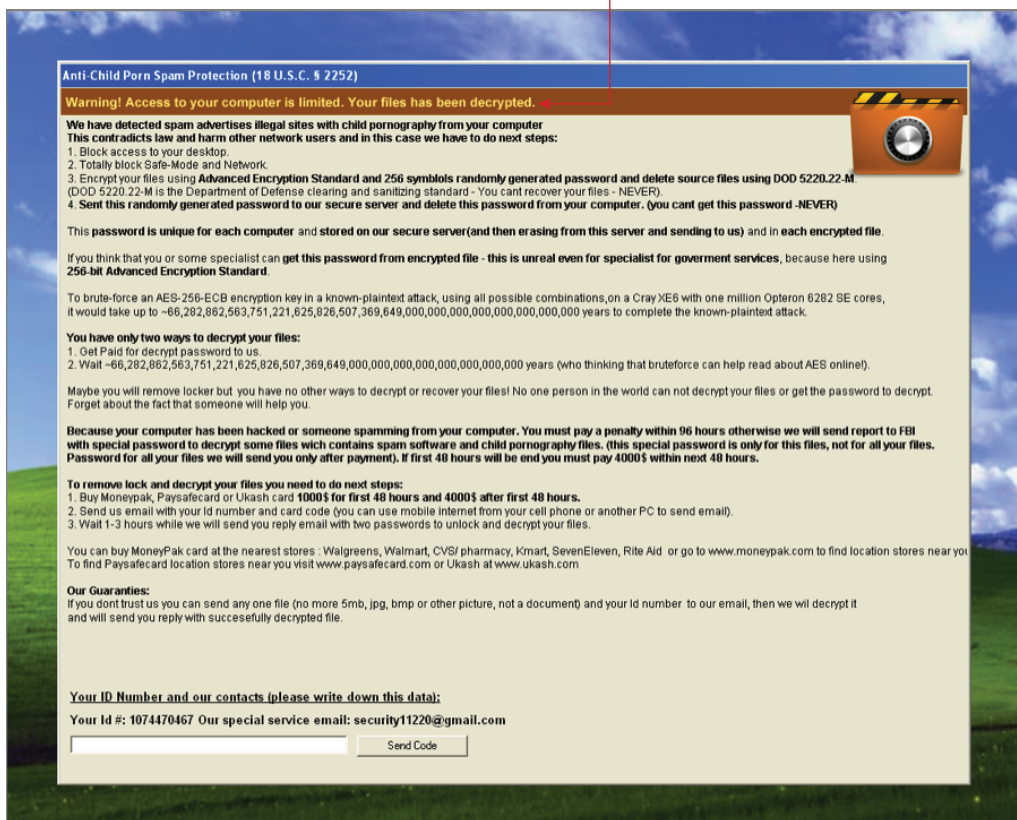 Anti-Child Porn Spam Protection (18 U.S.C. § 2252)
Warning! Access to your computer is limited. Your files has been decrypted.
We have detected spam advertises illegal sites with child pornography from your computer
This contradicts law and harm other network users and in this case we have to do next steps:
1. Block access to your desktop.
2. Totally block Safe-Mode and Network.
3. Encrypt your files using Advanced Encryption Standard and 256 symblols randomly generated password and delete source files using DOD 5220.22-M.
(DOD 5220.22-M is the Department of Defense clearing and sanitizing standard - You cant recover your files - NEVER).
4. Sent this randomly generated password to our secure server and delete this password from your computer. (you cant get this password -NEVER)
This password is unique for each computer and stored on our secure server(and then erasing from this server and sending to us) and in each encrypted file.
If you think that you or some specialist can get this password from encrypted file - this is unreal even for specialist for goverment services, because here using
256-bit Advanced Encryption Standard.
To brute-force an AES-256-ECB encryption key in a known-plaintext attack, using all possible combinations,on a Cray XE6 with one million Opteron 6282 SE cores,
it would take up to ~66,282,862,563,751,221,625,826,507,369,649,000,000,000,000,000,000,000,000 years to complete the known-plaintext attack.
You have only two ways to decrypt your files:
1. Get Paid for decrypt password to us.
2. Wait ~66,282,862,563,751,221,625,826,507,369,649,000,000,000,000,000,000,000,000 yers (who thinking that bruteforce can help read about AES online!).
Maybe you will remove locker but you have no other ways to decrypt or recover your files! No one person in the world can not decrypt your files or get the password to decrypt.
Forget about the fact that someone will help you.
Because your computer has been hacked or someone spamming from your computer. You must pay a penalty within 96 hours otherwise we will send report to FBI
with special password to decrypt some files wich contains spam software and child pornography files. (this special password is only for this files, not for all your files.
Password for all your files we will send you only after payment). If first 48 hours will be end you must pay 4000$ within next 48 hours.
To remove lock and decrypt your files you need to do next steps:
1. Buy Moneypak, Paysafecard or Ukash card 1000$ for first 48 hours and 4000$ after first 48 hours.
2. Send us email with your Id number and card code (you can use mobile internet from your cell phone or another PC to send email).
3. Wait 1-3 hours while we will send you reply email with two passwords to unlock and decrypt your files.
You can buy MoneyPak card at the nearest stores : Walgreens, Walmart, CVS/ pharmacy, Kmart, SevenEleven, Rite Aid or go to www.moneypak.com to find location stores near you
To find Paysafecard location stores near you visit www.paysafecard.com or Ukash at www.ukash.com
Our Guaranties:
If you dont trust us you can send any one file (no more 5mb, jpg, bmp or other picture, not a document) and your Id number to our email, then we wil decrypt it
and will send you reply with succesefully decrypted file.
Your ID Number and our contacts (please write down this data):
Your Id #: 1074470467 Our special service email: security11220@gmail.com
Send Code